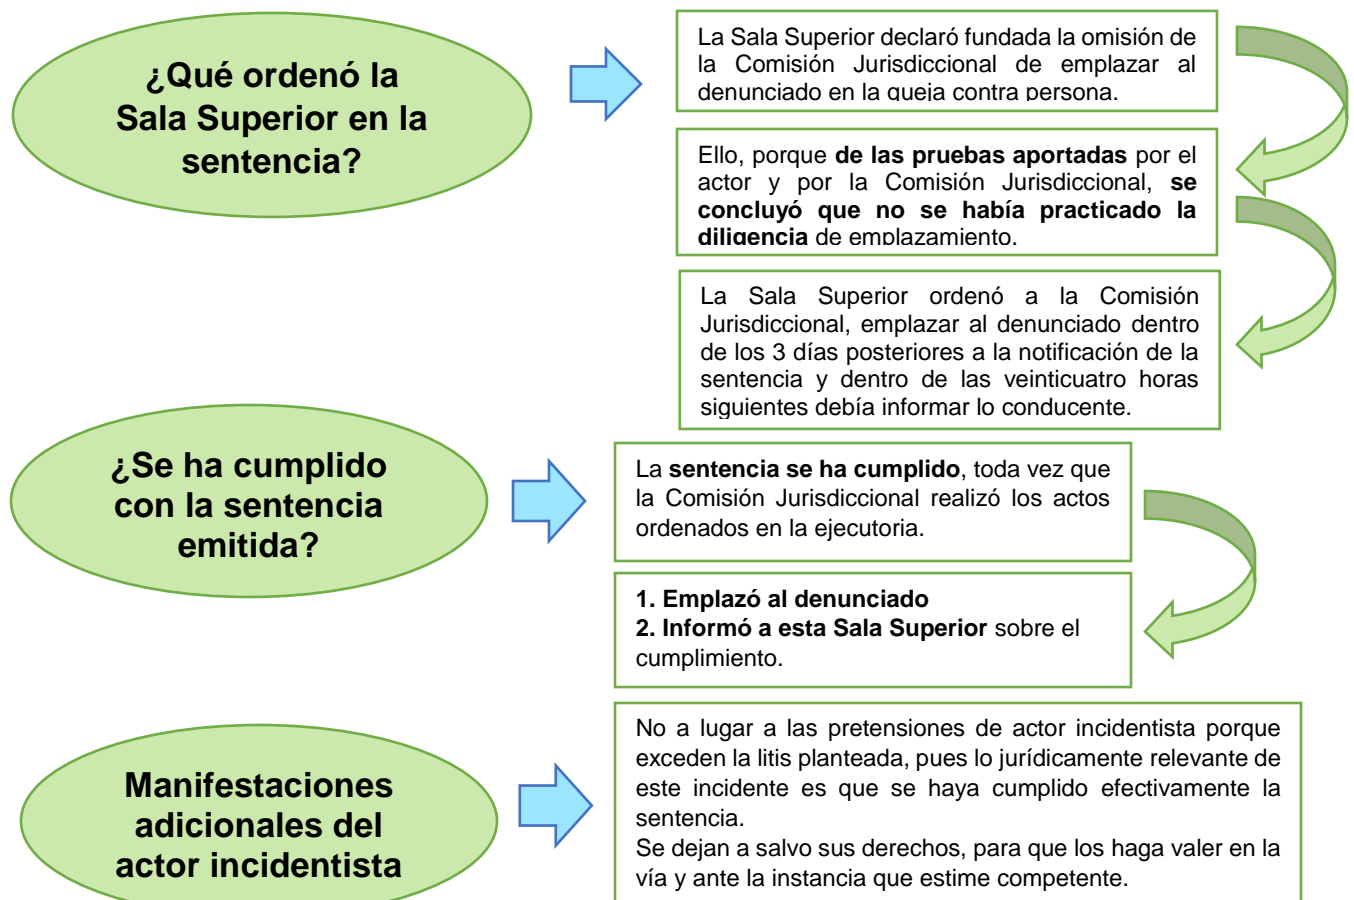 ¿Qué ordenó la
Sala Superior en la
sentencia?
La Sala Superior declaró fundada la omisión de
la Comisión Jurisdiccional de emplazar al
denunciado en la queja contra persona.
Ello, porque de las pruebas aportadas por el
actor y por la Comisión Jurisdiccional, se
concluyó que no se había practicado la
diligencia de emplazamiento.
La Sala Superior ordenó a la Comisión
Jurisdiccional, emplazar al denunciado dentro
de los 3 días posteriores a la notificación de la
sentencia y dentro de las veinticuatro horas
siguientes debía informar lo conducente.
¿Se ha cumplido
con la sentencia
emitida?
La sentencia se ha cumplido, toda vez que
la Comisión Jurisdiccional realizó los actos
ordenados en la ejecutoria.
1. Emplazó al denunciado
2. Informó a esta Sala Superior sobre el
cumplimiento.
Manifestaciones
adicionales del
actor incidentista
No a lugar a las pretensiones de actor incidentista porque
exceden la litis planteada, pues lo jurídicamente relevante de
este incidente es que se haya cumplido efectivamente la
sentencia.
Se dejan a salvo sus derechos, para que los haga valer en la
vía y ante la instancia que estime competente.